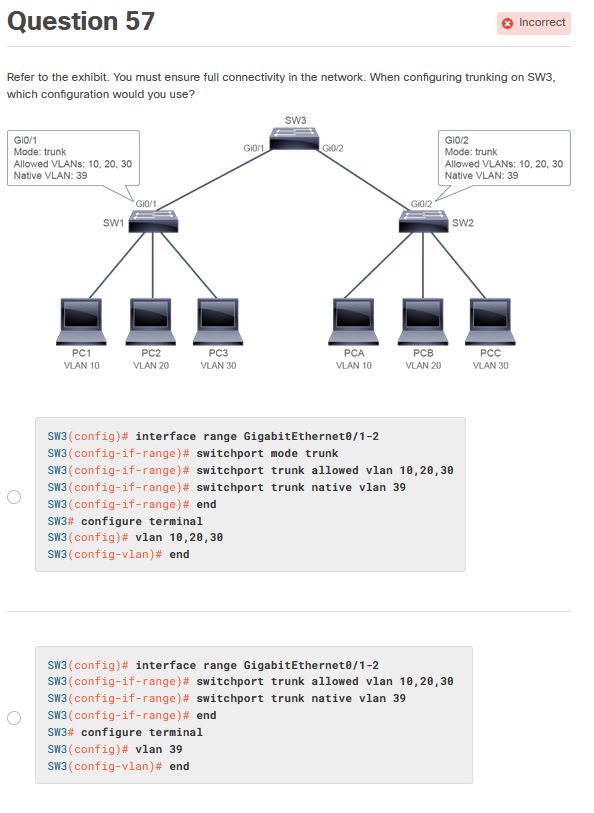 Question 57
Incorrect
Refer to the exhibit. You must ensure full connectivity in the network. When configuring trunking on SW3,
which configuration would you use?
SW3
Gi0/1
Mode: trunk
Allowed VLANs: 10, 20, 30
Native VLAN: 39
Gi0/1
Gi0/2
Gi0/2
Mode: trunk
Allowed VLANs: 10, 20, 30
Native VLAN: 39
Gi0/1
SW1
Gi0/2
SW2
PC1
VLAN 10
PC2
VLAN 20
PC3
VLAN 30
PCA
VLAN 10
PCB
VLAN 20
PCC
VLAN 30
SW3(config)# interface range GigabitEthernet0/1-2
SW3(config-if-range)# switchport mode trunk
SW3(config-if-range)# switchport trunk allowed vlan 10,20,30
SW3(config-if-range)# switchport trunk native vlan 39
SW3(config-if-range)# end
SW3# configure terminal
SW3(config)# vlan 10,20,30
SW3(config-vlan)# end
SW3(config)# interface range GigabitEthernet0/1-2
SW3(config-if-range)# switchport trunk allowed vlan 10,20,30
SW3(config-if-range)# switchport trunk native vlan 39
SW3(config-if-range)# end
SW3# configure terminal
SW3(config)# vlan 39
SW3(config-vlan)# end